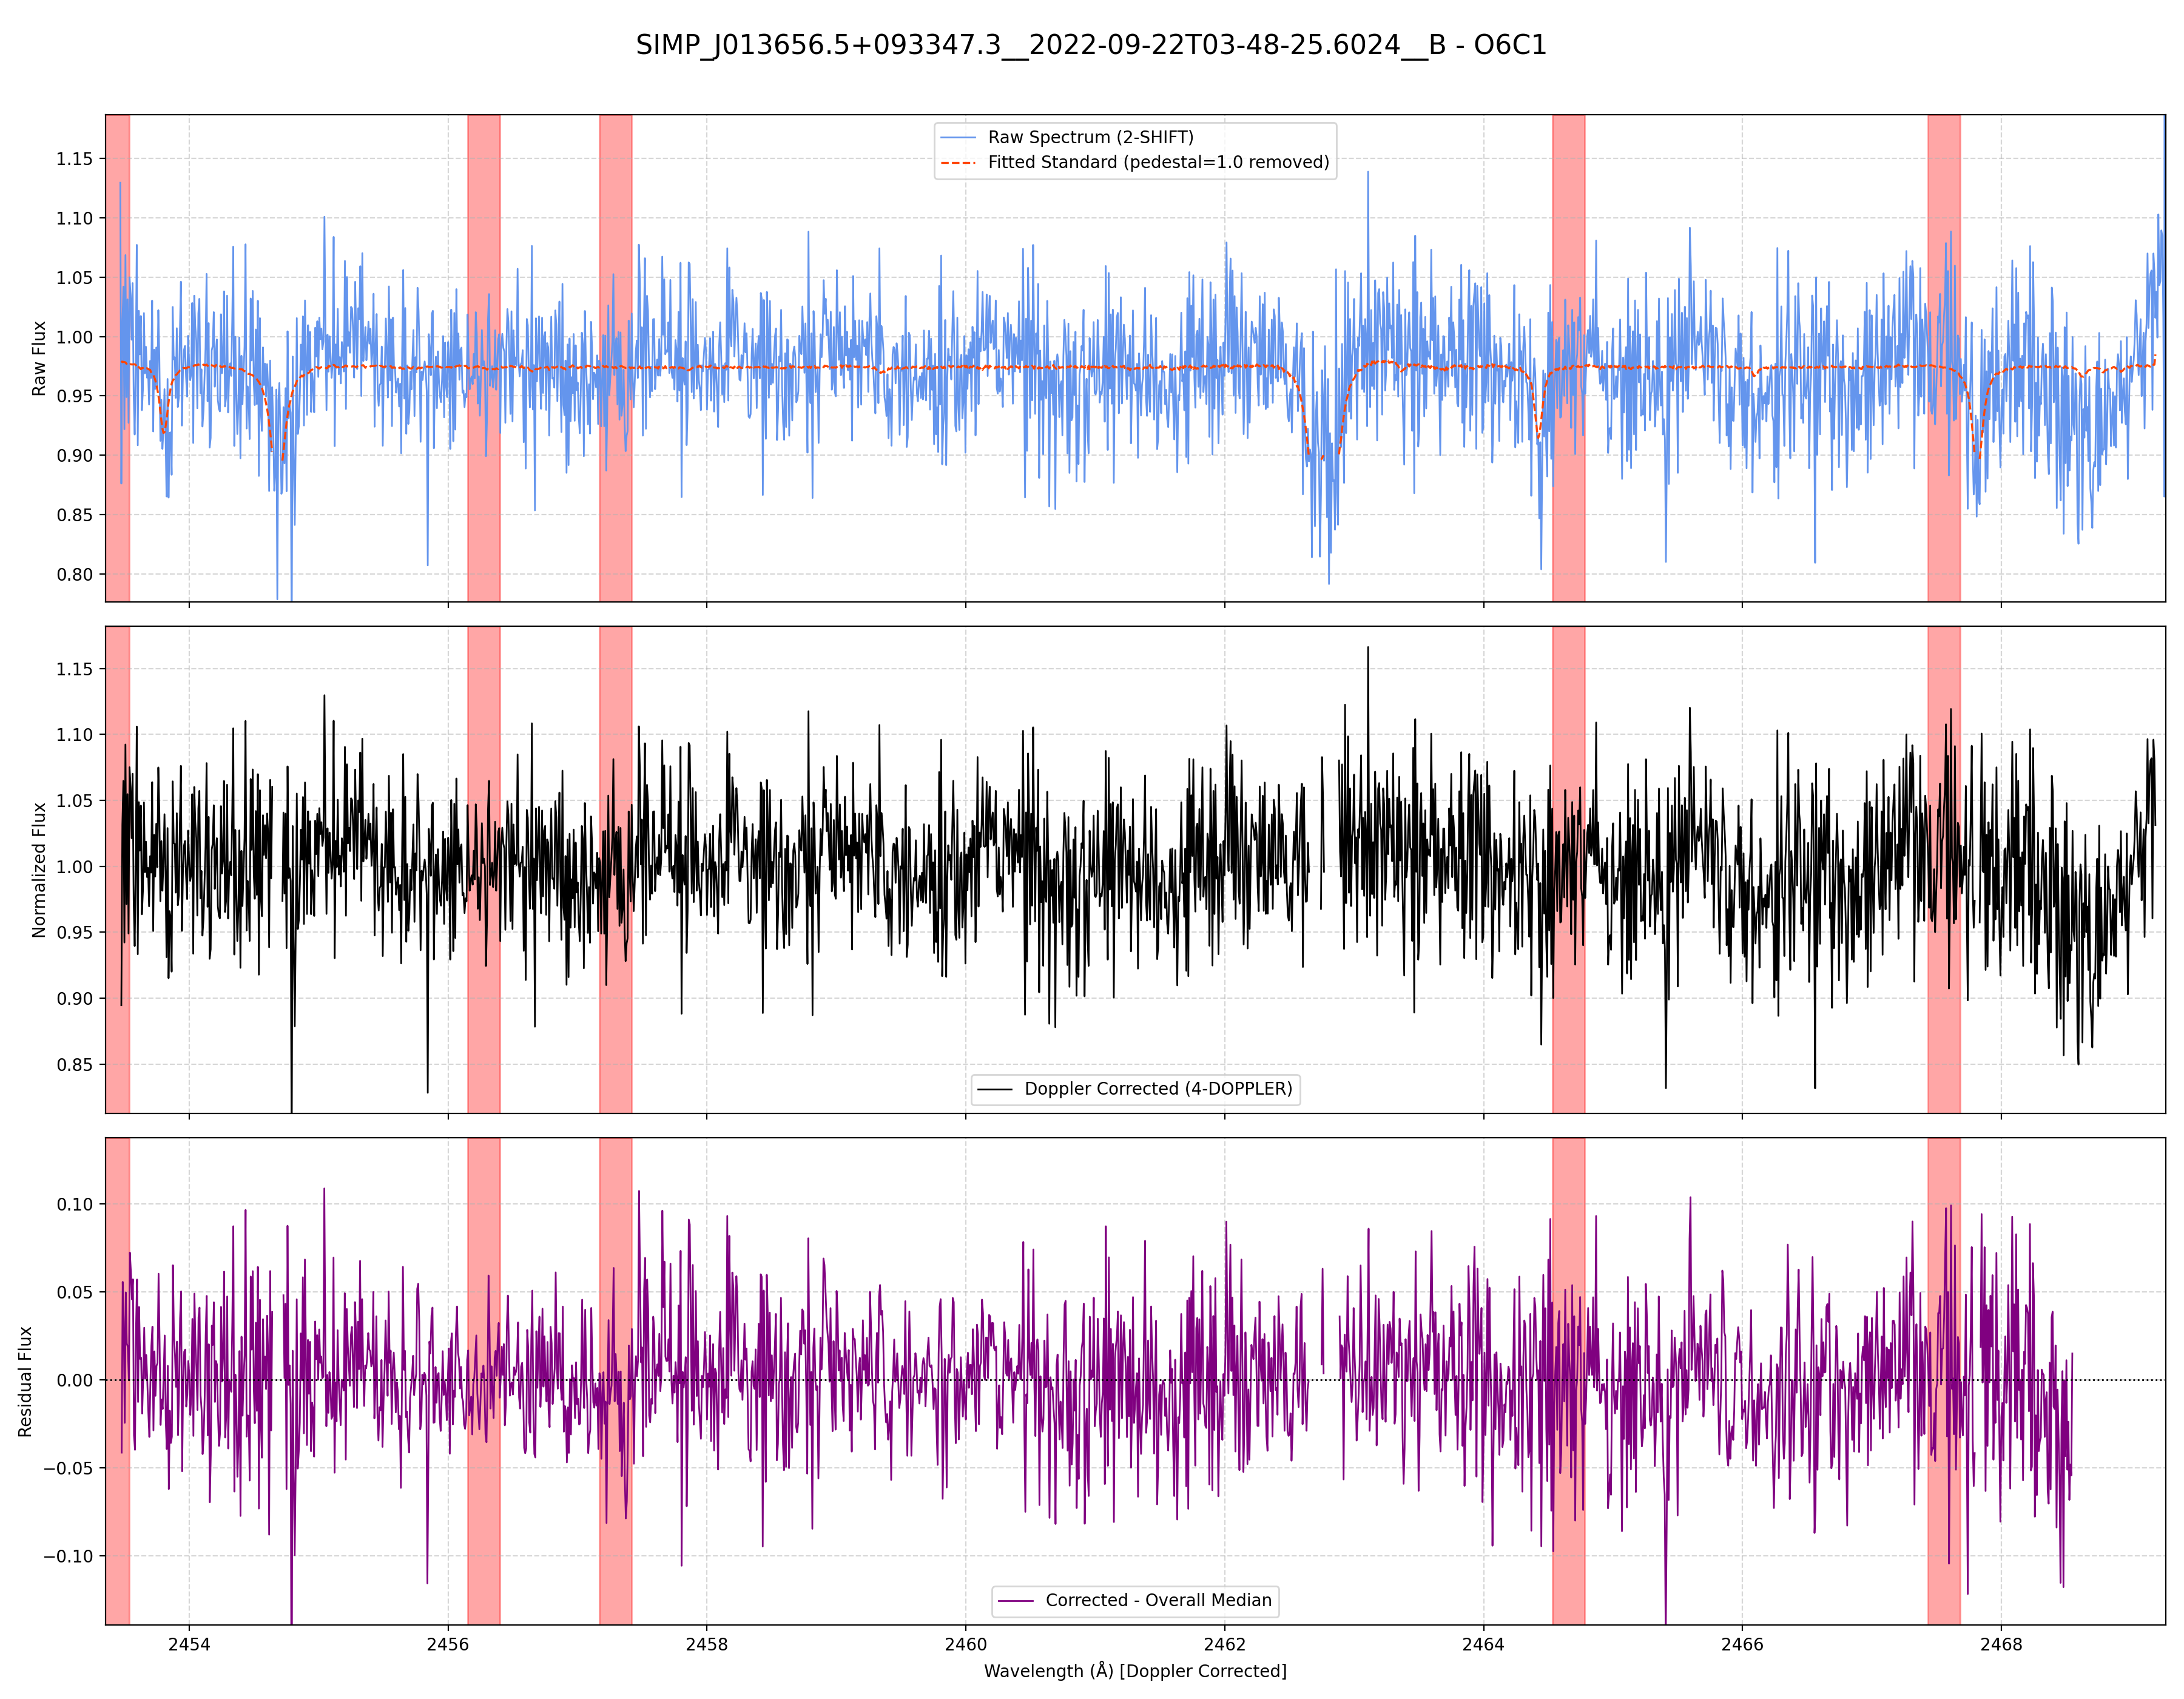 SIMP_J013656.5+093347.3__2022-09-22T03-48-25.6024__B - O6C1
Raw Spectrum (2-SHIFT)
Fitted Standard (pedestal=1.0 removed)
Raw Flux
1.15
1.10
1.05
1.00
0.95
0.90
0.85
0.80
Normalized Flux
1.15
1.10
1.05
1.00
0.95
0.90
0.85
Doppler Corrected (4-DOPPLER)
Residual Flux
0.10
0.05
0.00
−0.05
−0.10
Corrected - Overall Median
2454 2456 2458 2460 2462 2464 2466 2468
Wavelength (Å) [Doppler Corrected]